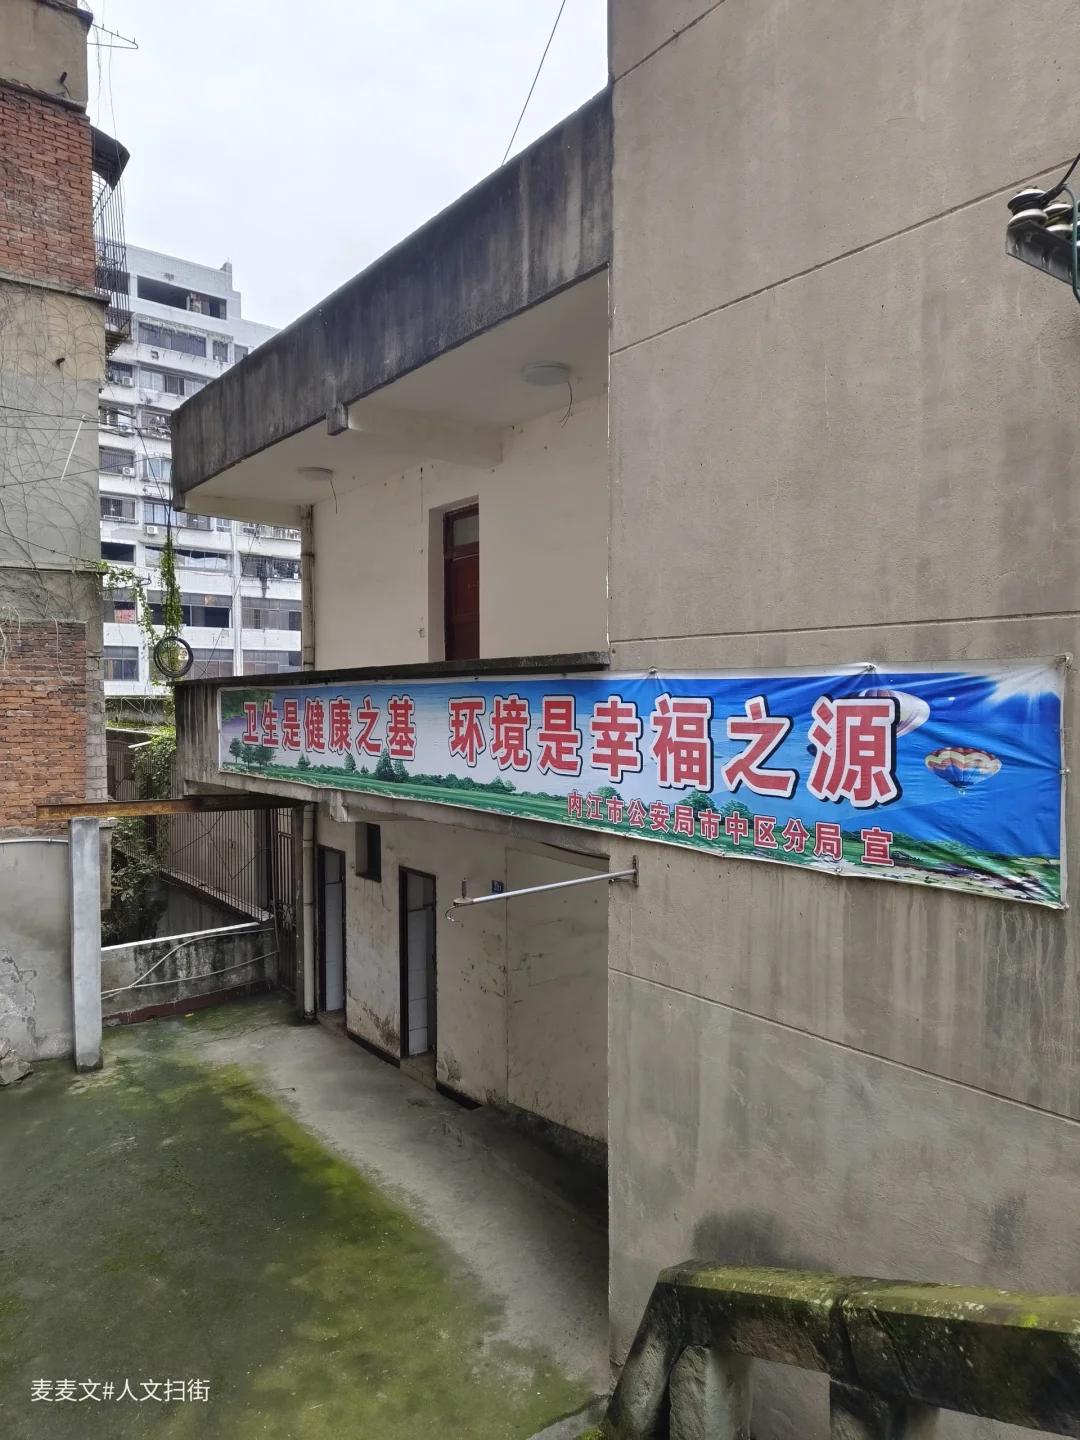 卫生是健康之基 环境是幸福之源
内江市公安局市中区分局 宣
麦麦文#人文扫街